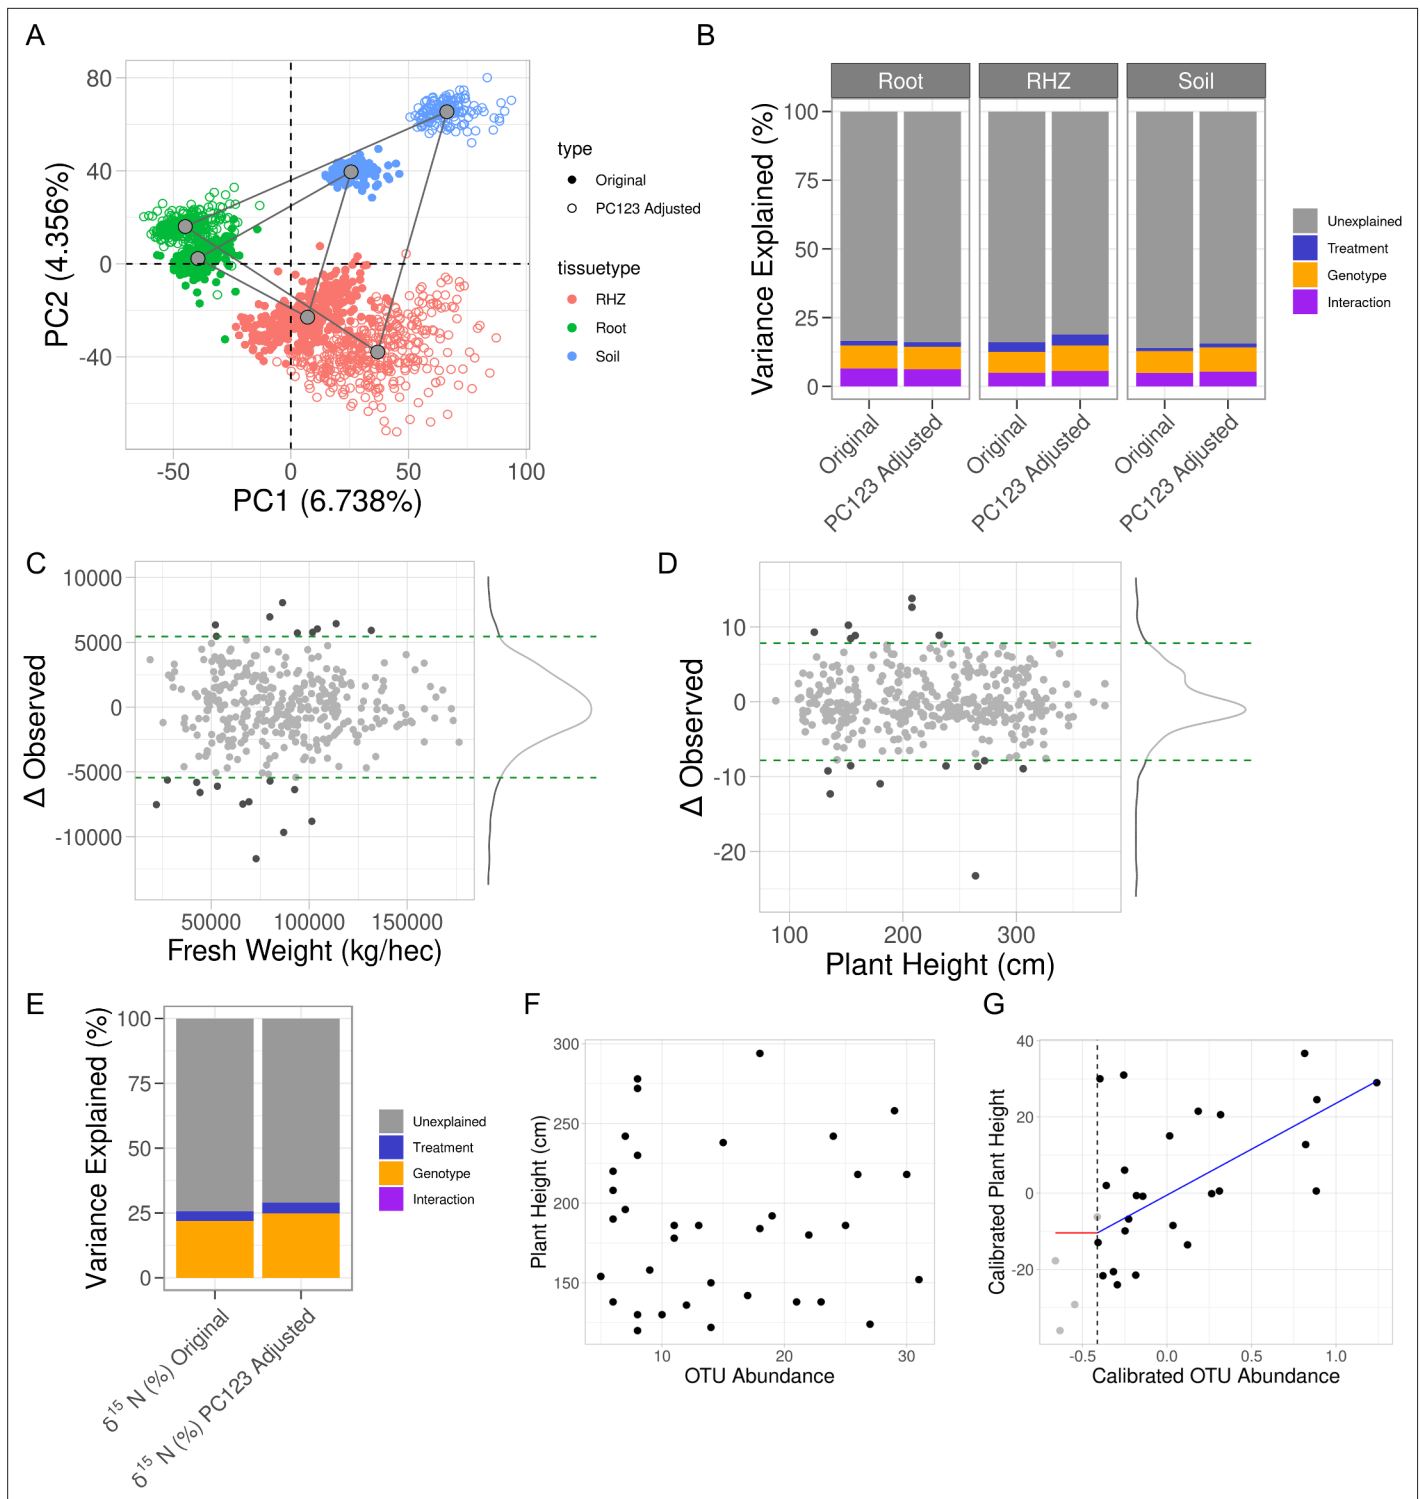 A
80
40
0
-40
-50
0
50
100
PC1 (6.738%)
PC2 (4.356%)
type
Original
PC123 Adjusted
tissuetype
RHZ
Root
Soil
B
Root
RHZ
Soil
100
75
50
25
0
Variance Explained (%)
Original
PC123 Adjusted
Original
PC123 Adjusted
Original
PC123 Adjusted
Unexplained
Treatment
Genotype
Interaction
C
10000
5000
0
-5000
-10000
Δ Observed
50000
100000
150000
Fresh Weight (kg/hec)
D
10
0
-10
-20
Δ Observed
100
200
300
Plant Height (cm)
E
100
75
50
25
0
Variance Explained (%)
δ¹⁵ N (%) Original
δ¹⁵ N (%) PC123 Adjusted
Unexplained
Treatment
Genotype
Interaction
F
300
250
200
150
Plant Height (cm)
10
20
30
OTU Abundance
G
40
20
0
-20
Calibrated Plant Height
-0.5
0.0
0.5
1.0
Calibrated OTU Abundance